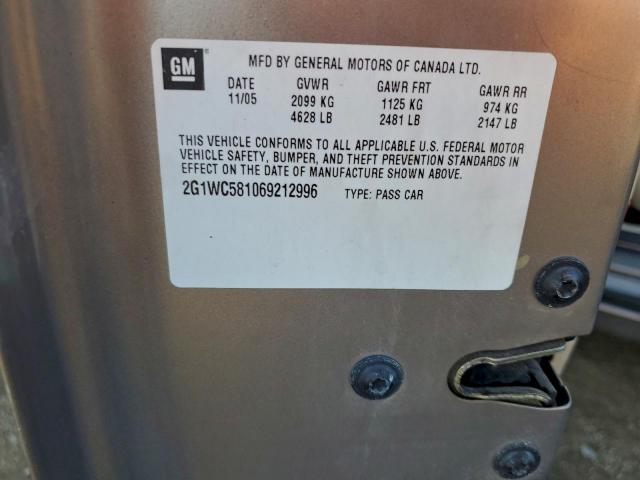 GM
MFD BY GENERAL MOTORS OF CANADA LTD.
DATE GVWR GAWR FRT GAWR RR
11/05 2099 KG 1125 KG 974 KG
4628 LB 2481 LB 2147 LB
THIS VEHICLE CONFORMS TO ALL APPLICABLE U.S. FEDERAL MOTOR
VEHICLE SAFETY, BUMPER, AND THEFT PREVENTION STANDARDS IN
EFFECT ON THE DATE OF MANUFACTURE SHOWN ABOVE.
2G1WC581069212996 TYPE: PASS CAR